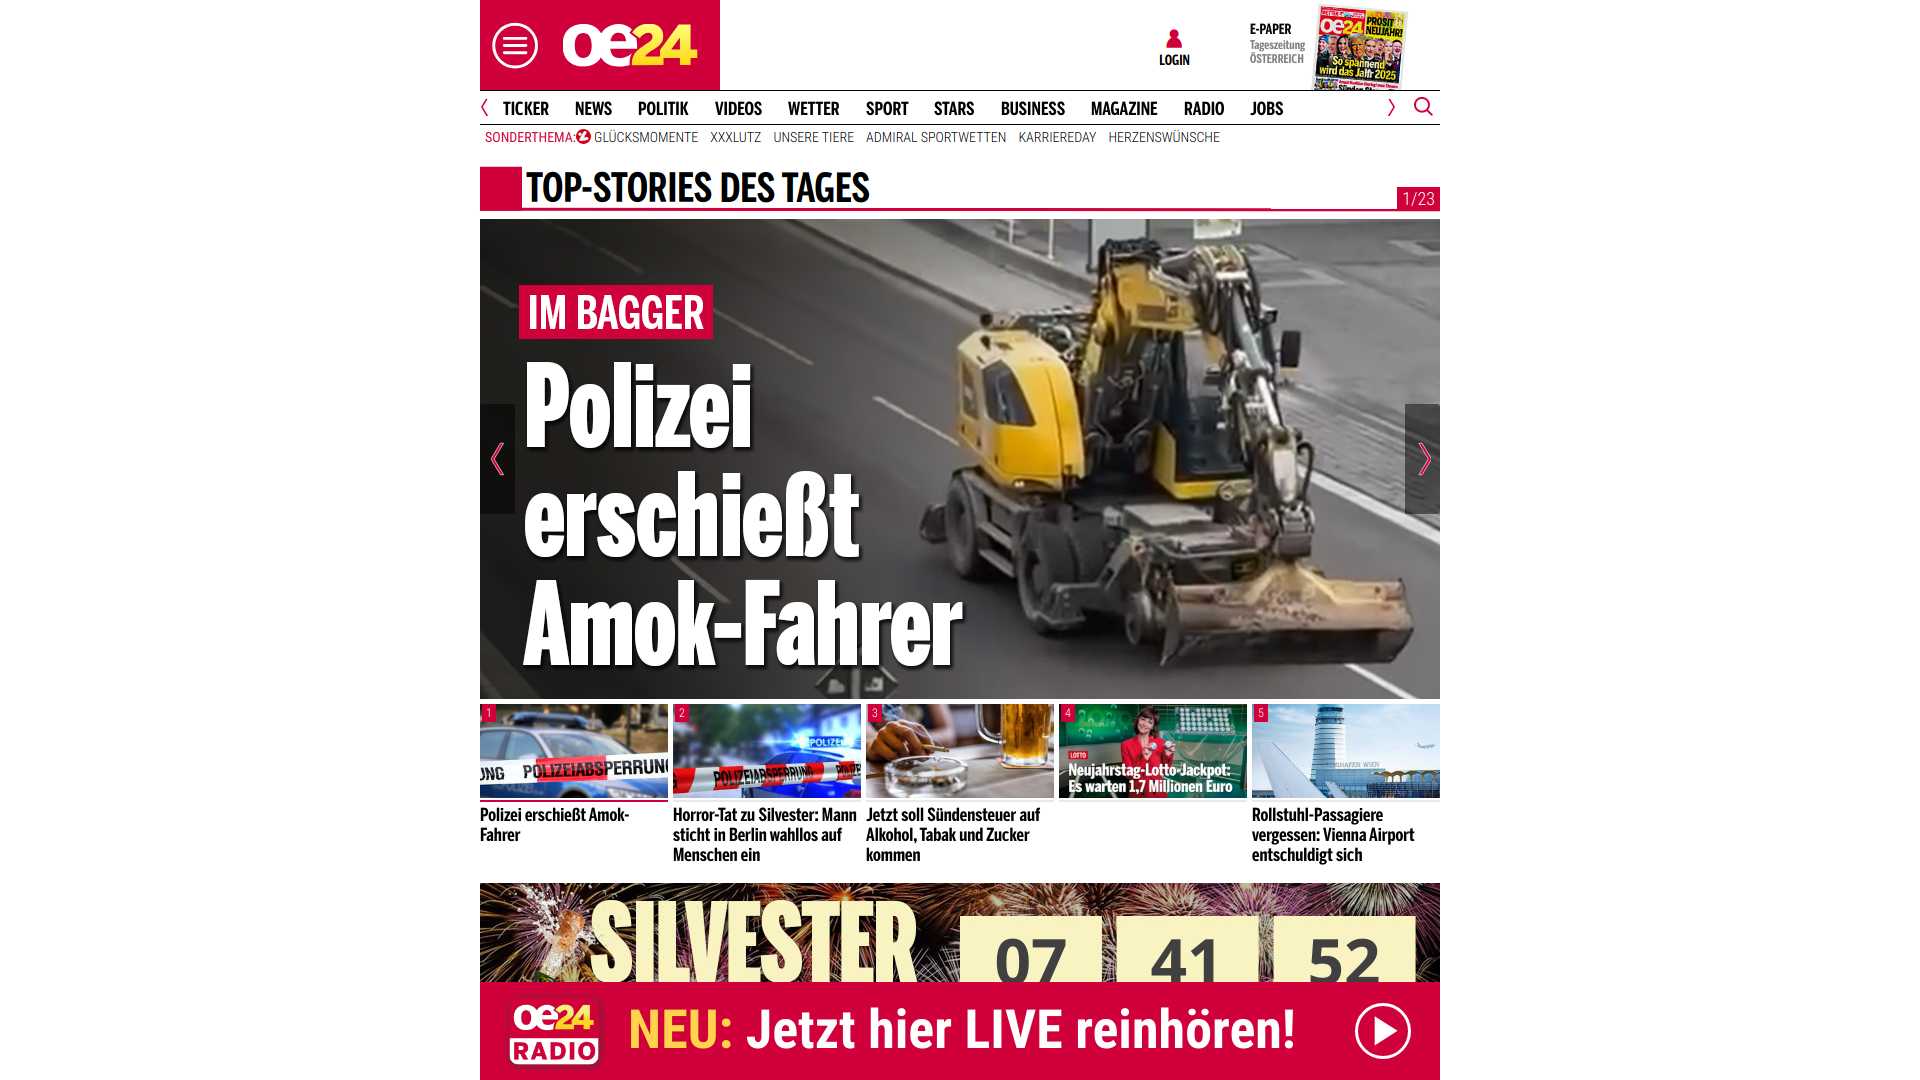 oe24
LOGIN
E-PAPER
Tageszeitung
ÖSTERREICH
oe24
PROSIT
NEUJAHR!
So spannend
wird das Jahr 2025
TICKER NEWS POLITIK VIDEOS WETTER SPORT STARS BUSINESS MAGAZINE RADIO JOBS
SONDERTHEMA: GLÜCKSMOMENTE XXXLUTZ UNSERE TIERE ADMIRAL SPORTWETTEN KARRIEREDAY HERZENSWÜNSCHE
TOP-STORIES DES TAGES
1/23
IM BAGGER
Polizei
erschießt
Amok-Fahrer
1
UNG POLIZEIABSPERRUNG
Polizei erschießt Amok-
Fahrer
2
POLIZEI
POLIZEIABSPERRUNG POLIZE
Horror-Tat zu Silvester: Mann
sticht in Berlin wahllos auf
Menschen ein
3
Jetzt soll Sündensteuer auf
Alkohol, Tabak und Zucker
kommen
4
LOTTO
Neujahrstag-Lotto-Jackpot:
Es warten 1,7 Millionen Euro
5
FLUGHAFEN WIEN
Rollstuhl-Passagiere
vergessen: Vienna Airport
entschuldigt sich
SILVESTER
07 41 52
oe24
RADIO
NEU: Jetzt hier LIVE reinhören!